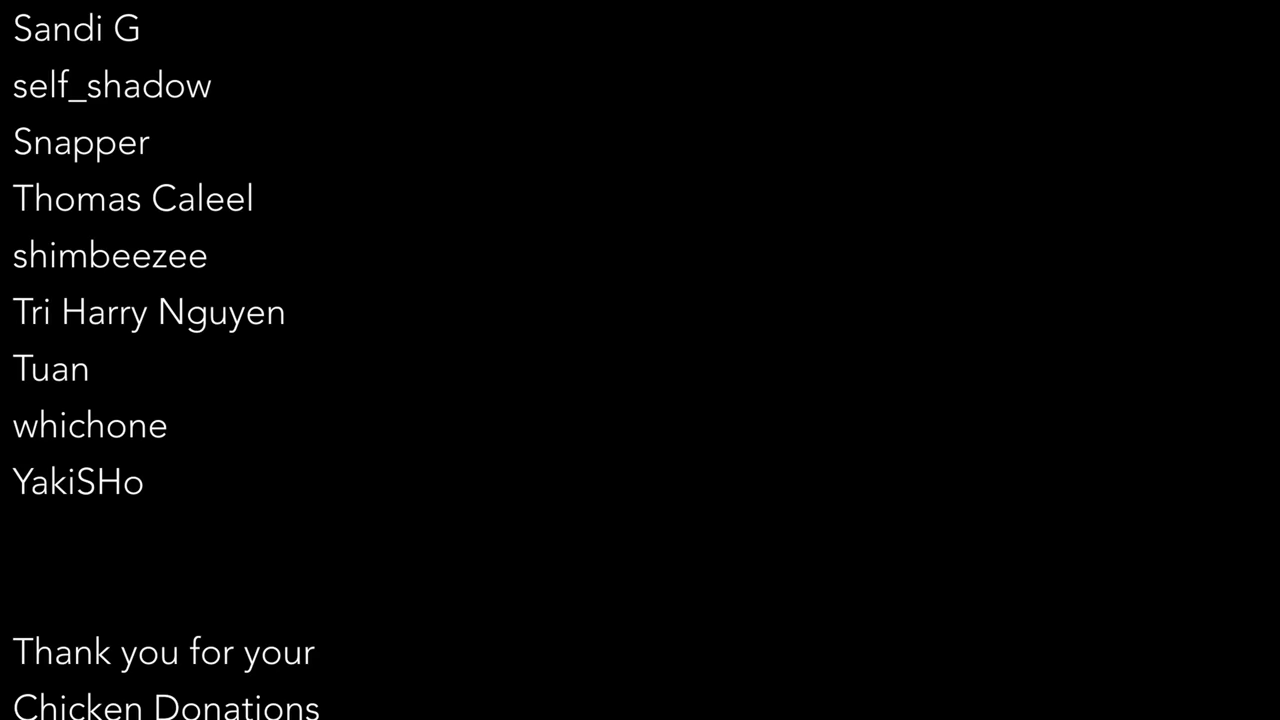 Sandi G
self_shadow
Snapper
Thomas Caleel
shimbeezee
Tri Harry Nguyen
Tuan
whichone
YakiSHo
Thank you for your
Chicken Donations